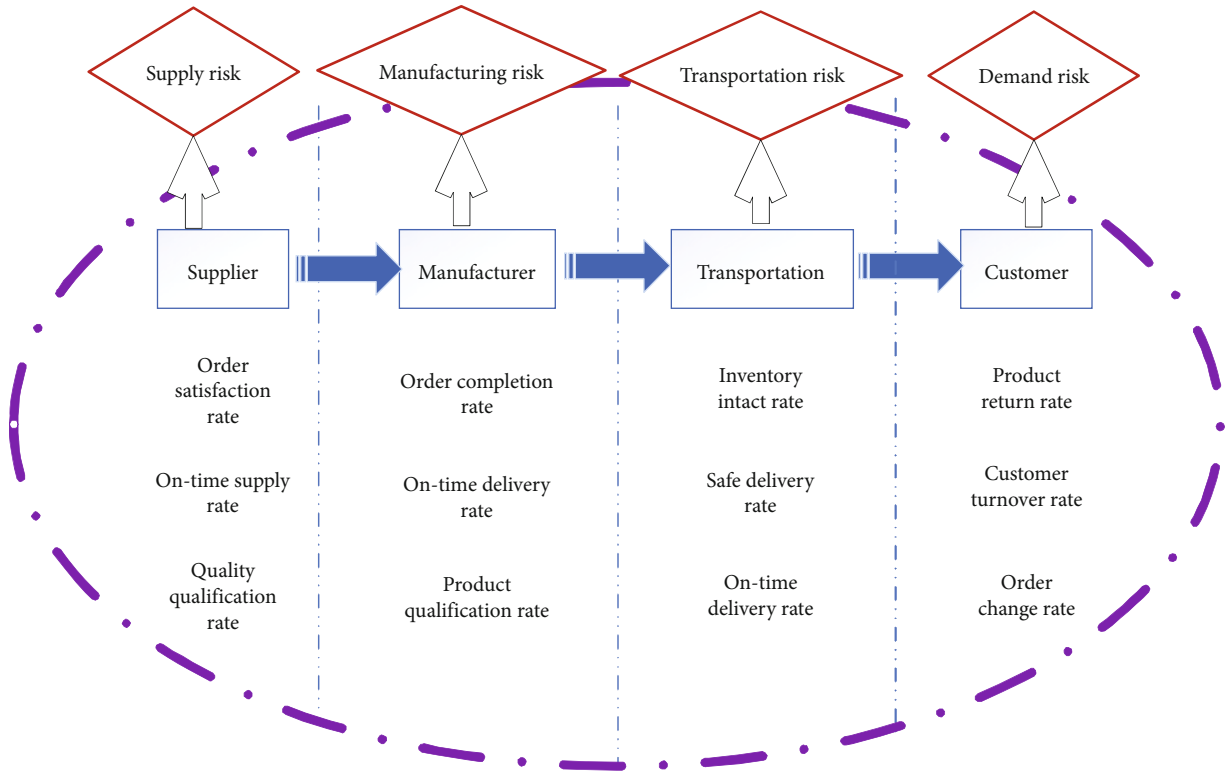 Supply risk
Manufacturing risk
Transportation risk
Demand risk
Supplier
Manufacturer
Transportation
Customer
Order
satisfaction
rate
Order completion
rate
Inventory
intact rate
Product
return rate
On-time supply
rate
On-time delivery
rate
Safe delivery
rate
Customer
turnover rate
Quality
qualification
rate
Product
qualification rate
On-time
delivery rate
Order
change rate